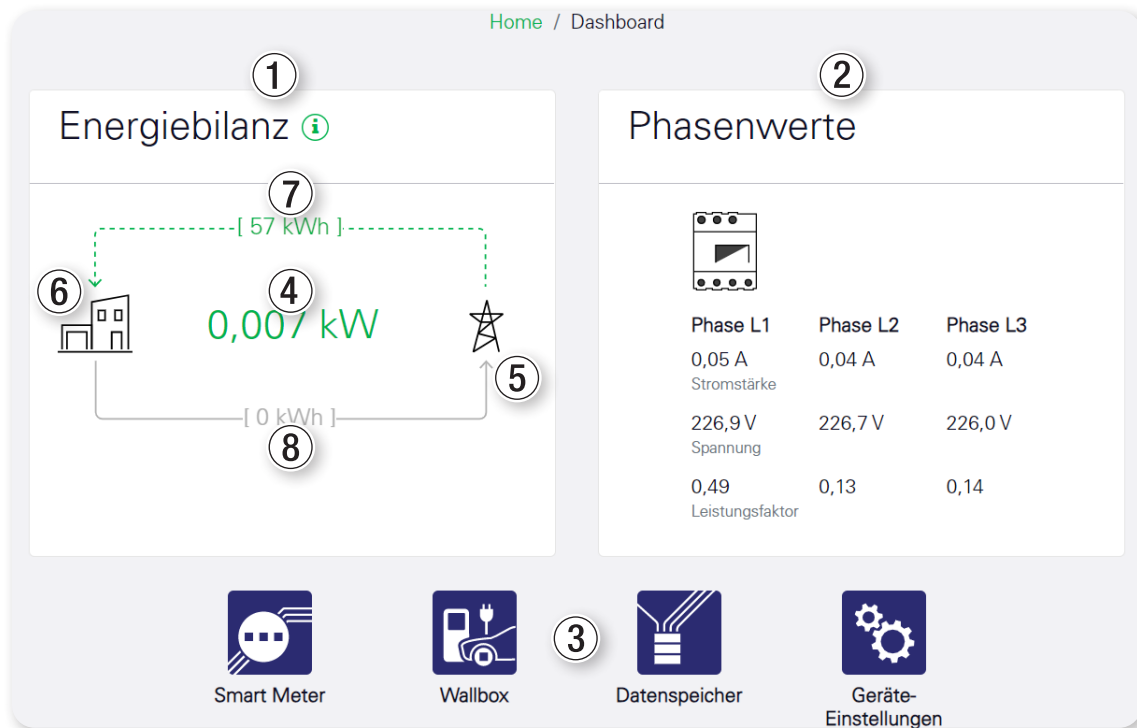 Home / Dashboard
1
2
Energiebilanz i
Phasenwerte
7
[ 57 kWh ]
6
4
0,007 kW
5
[ 0 kWh ]
8
Phase L1 Phase L2 Phase L3
0,05 A 0,04 A 0,04 A
Stromstärke
226,9 V 226,7 V 226,0 V
Spannung
0,49 0,13 0,14
Leistungsfaktor
3
Smart Meter
Wallbox
Datenspeicher
Geräte-
Einstellungen